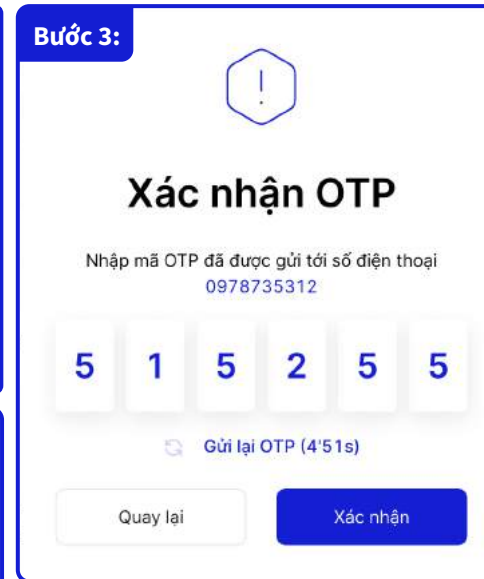 Bước 3:
Xác nhận OTP
Nhập mã OTP đã được gửi tới số điện thoại
0978735312
5 1 5 2 5 5
Gửi lại OTP (4'51s)
Quay lại
Xác nhận